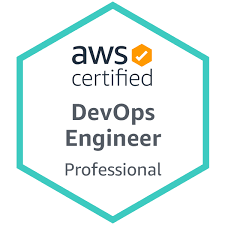 aws
certified
DevOps
Engineer
Professional